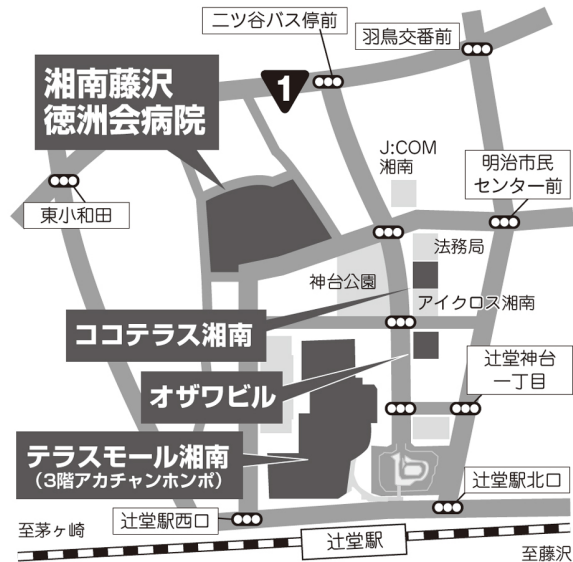 二ツ谷バス停前
羽鳥交番前
湘南藤沢
徳洲会病院
1
J:COM
湘南
明治市民
センター前
東小和田
法務局
神台公園
アイクロス湘南
ココテラス湘南
辻堂神台
一丁目
オザワビル
テラスモール湘南
(3階アカチャンホンポ)
辻堂駅北口
辻堂駅西口
至茅ヶ崎
辻堂駅
至藤沢